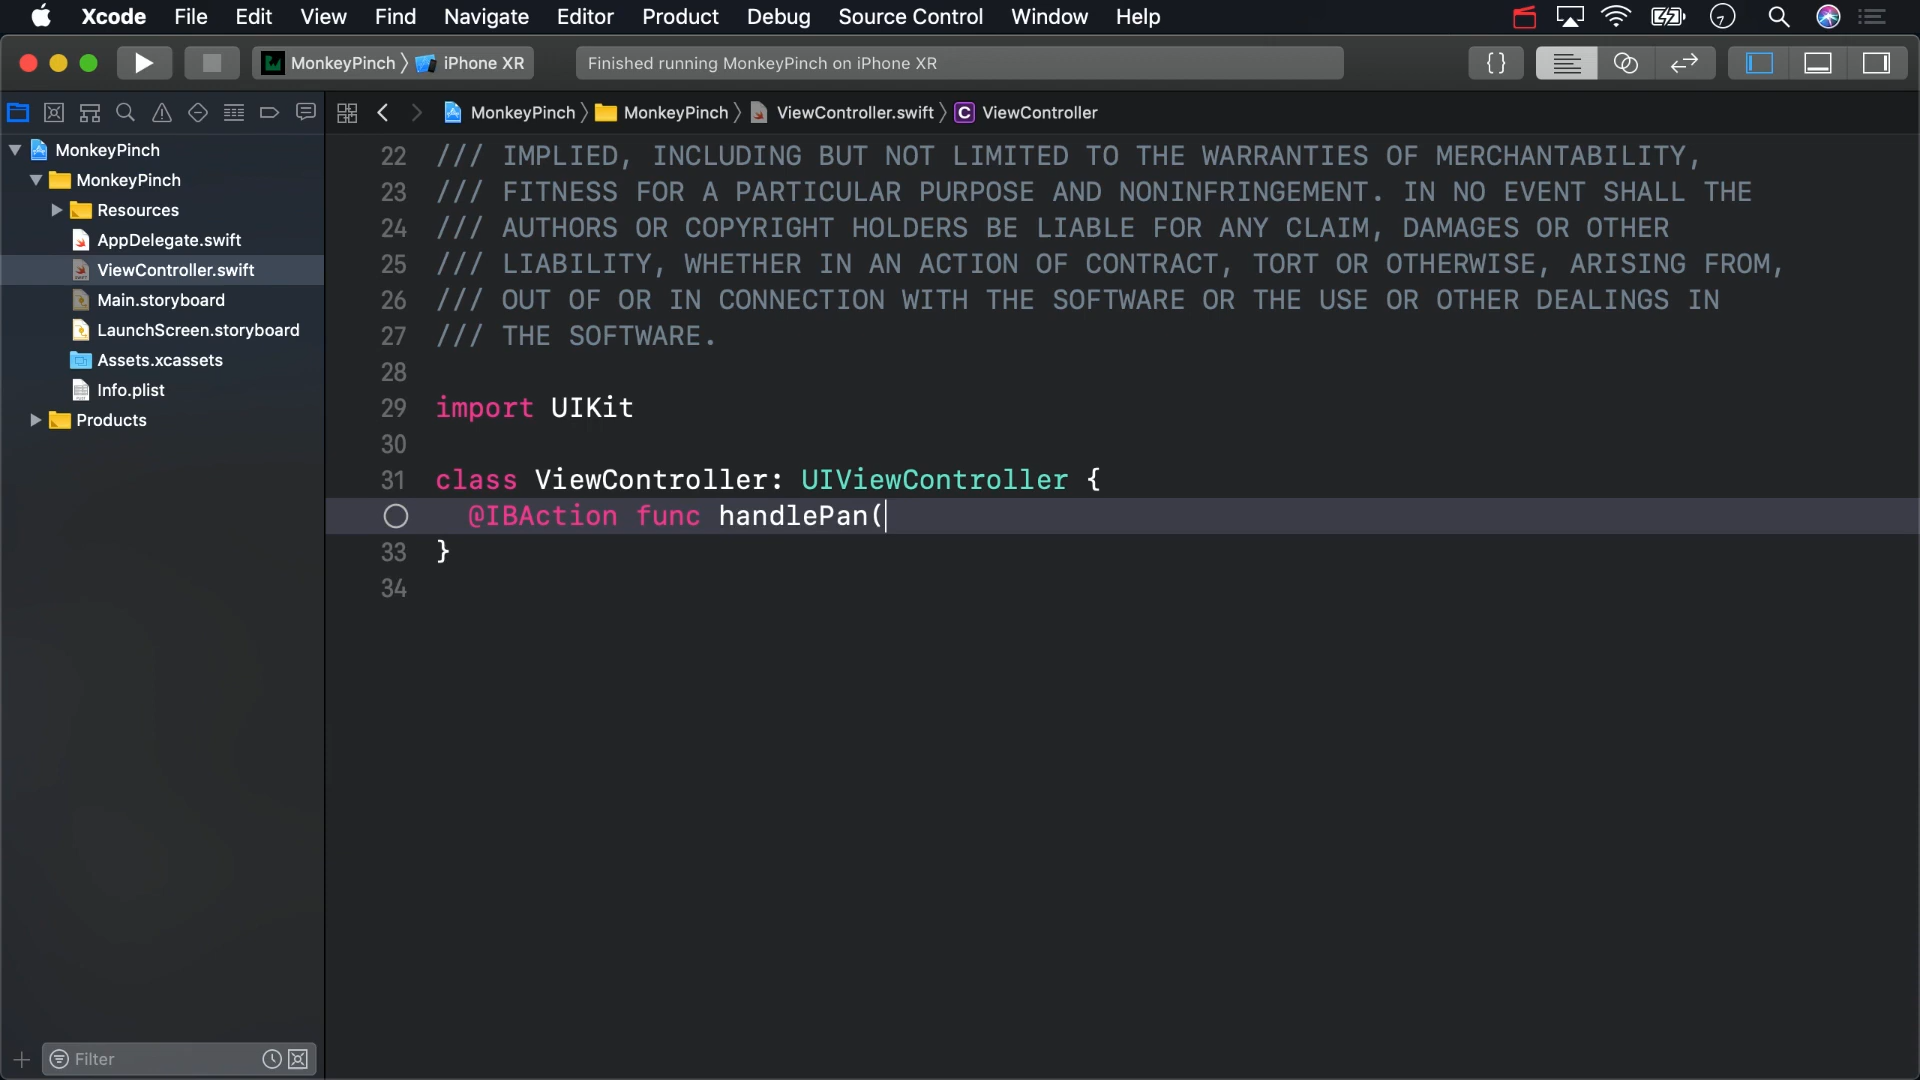 Xcode File Edit View Find Navigate Editor Product Debug Source Control Window Help
MonkeyPinch 〉 iPhone XR
Finished running MonkeyPinch on iPhone XR
{}
MonkeyPinch 〉 MonkeyPinch 〉 ViewController.swift 〉 C ViewController
MonkeyPinch
MonkeyPinch
Resources
AppDelegate.swift
ViewController.swift
Main.storyboard
LaunchScreen.storyboard
Assets.xcassets
Info.plist
Products
Filter
22 /// IMPLIED, INCLUDING BUT NOT LIMITED TO THE WARRANTIES OF MERCHANTABILITY,
23 /// FITNESS FOR A PARTICULAR PURPOSE AND NONINFRINGEMENT. IN NO EVENT SHALL THE
24 /// AUTHORS OR COPYRIGHT HOLDERS BE LIABLE FOR ANY CLAIM, DAMAGES OR OTHER
25 /// LIABILITY, WHETHER IN AN ACTION OF CONTRACT, TORT OR OTHERWISE, ARISING FROM,
26 /// OUT OF OR IN CONNECTION WITH THE SOFTWARE OR THE USE OR OTHER DEALINGS IN
27 /// THE SOFTWARE.
28
29 import UIKit
30
31 class ViewController: UIViewController {
@IBAction func handlePan(
33 }
34